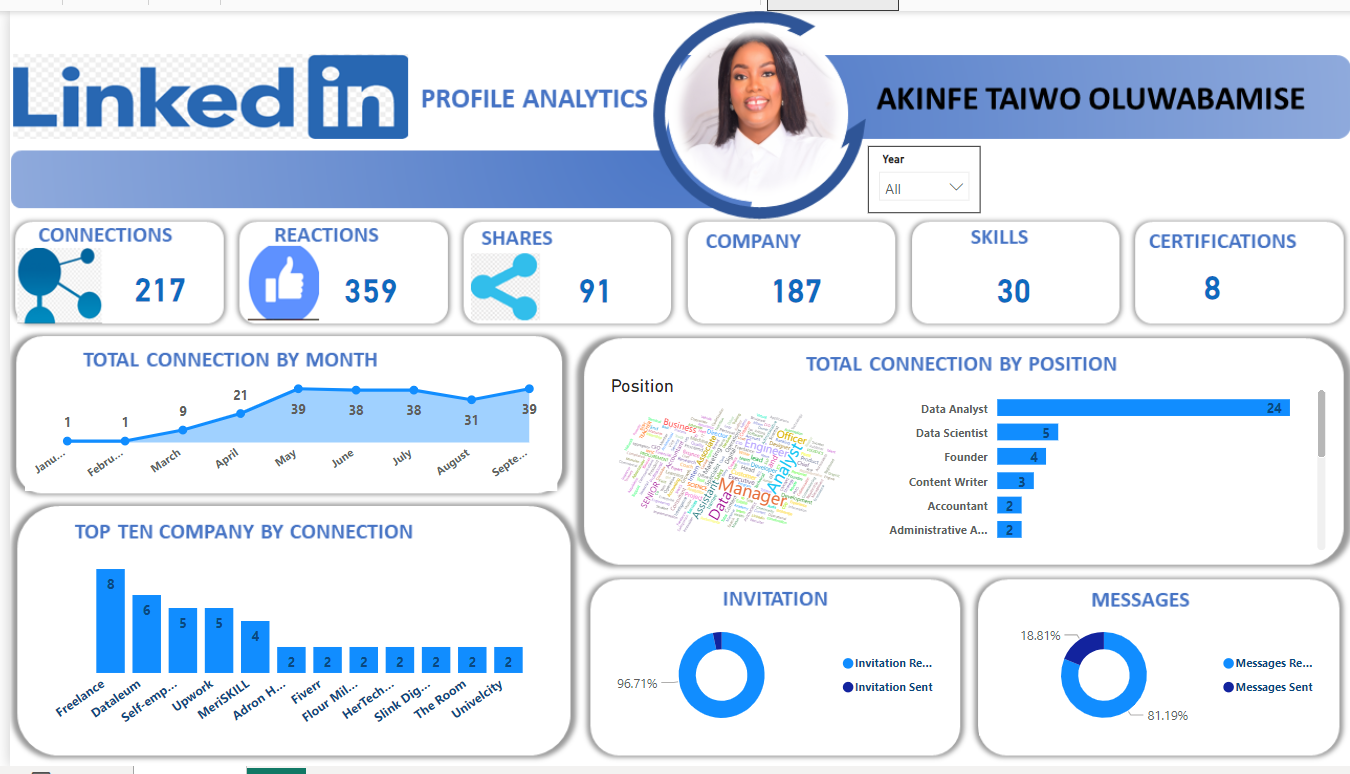 Linked in
PROFILE ANALYTICS
AKINFE TAIWO OLUWABAMISE
Year
All
CONNECTIONS
217
REACTIONS
359
SHARES
91
COMPANY
187
SKILLS
30
CERTIFICATIONS
8
TOTAL CONNECTION BY MONTH
1
1
9
21
39
38
38
31
39
Janu...
Febru...
March
April
May
June
July
August
Septe...
TOTAL CONNECTION BY POSITION
Position
Business
Officer
Engineer
Analyst
Associate
Developer
Head
Executive
Manager
Assistant
Data
SENIOR
Data Analyst 24
Data Scientist 5
Founder 4
Content Writer 3
Accountant 2
Administrative A... 2
TOP TEN COMPANY BY CONNECTION
8
6
5
5
4
2
2
2
2
2
2
2
Freelance
Dataleum
Self-emp...
Upwork
MeriSKILL
Adron H...
Fiverr
Flour Mil...
HerTech...
Slink Dig...
The Room
Univelcity
INVITATION
96.71%
Invitation Re...
Invitation Sent
MESSAGES
18.81%
81.19%
Messages Re...
Messages Sent